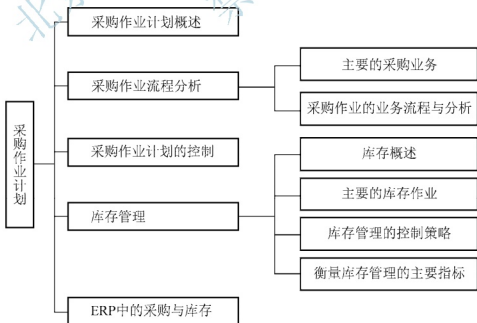 采购作业计划概述
采购作业流程分析
主要的采购业务
采购作业的业务流程与分析
采购作业计划
采购作业计划的控制
库存管理
库存概述
主要的库存作业
库存管理的控制策略
衡量库存管理的主要指标
ERP中的采购与库存